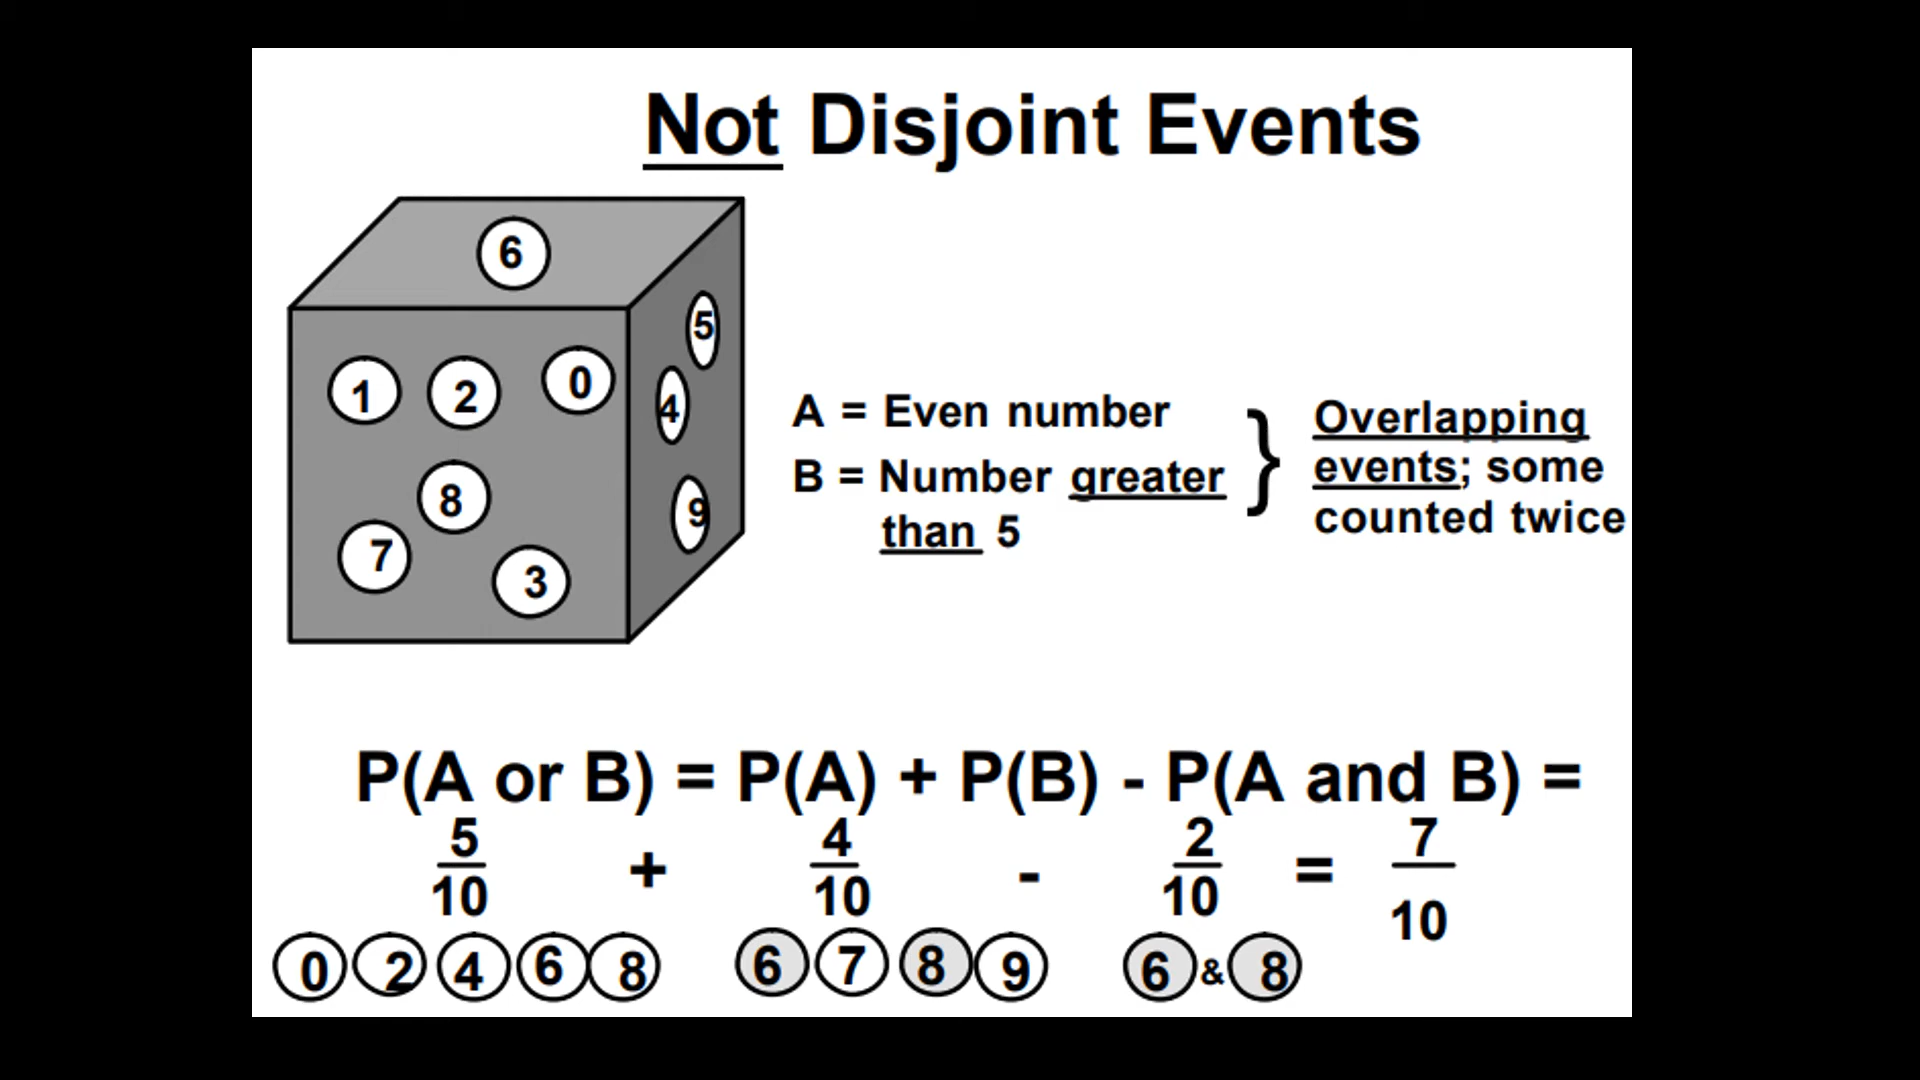 Not Disjoint Events
6
5
1 2 0
4
8
9
7
3
A = Even number
B = Number greater
than 5
}
Overlapping
events; some
counted twice
P(A or B) = P(A) + P(B) - P(A and B) =
5/10 + 4/10 - 2/10 = 7/10
0 2 4 6 8 6 7 8 9 6 & 8